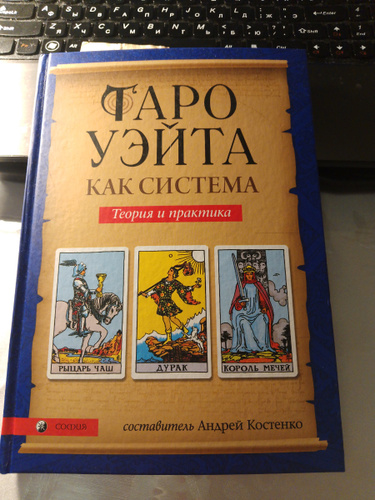 ТАРО
УЭЙТА
КАК СИСТЕМА
Теория и практика
РЫЦАРЬ ЧАШ
ДУРАК
КОРОЛЬ МЕЧЕЙ
СОФИЯ
составитель Андрей Костенко